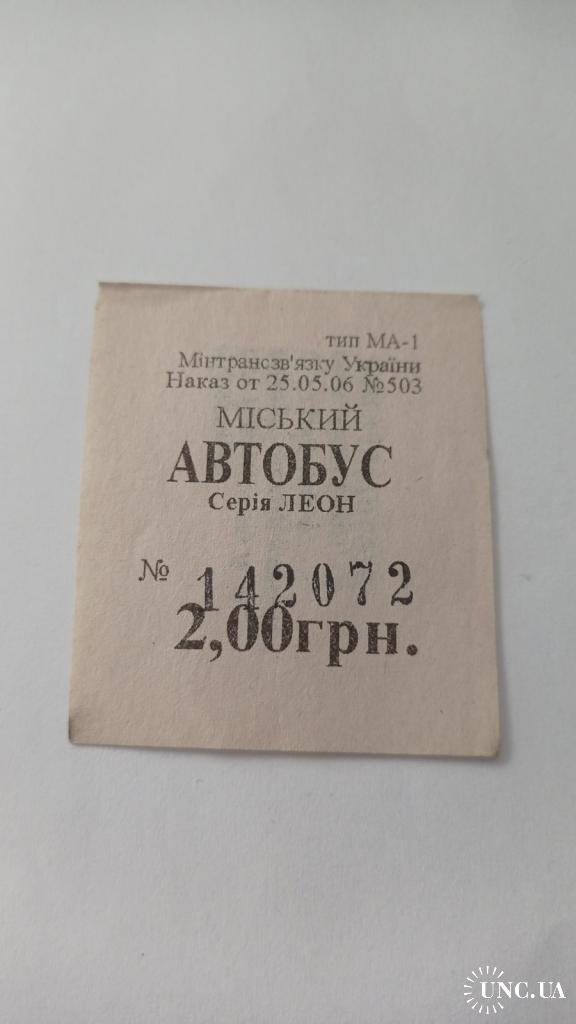 тип МА-1
Мінтрансзв'язку України
Наказ от 25.05.06 №503
МІСЬКИЙ
АВТОБУС
Серія ЛЕОН
№ 142072
2,00грн.
UNC.UA